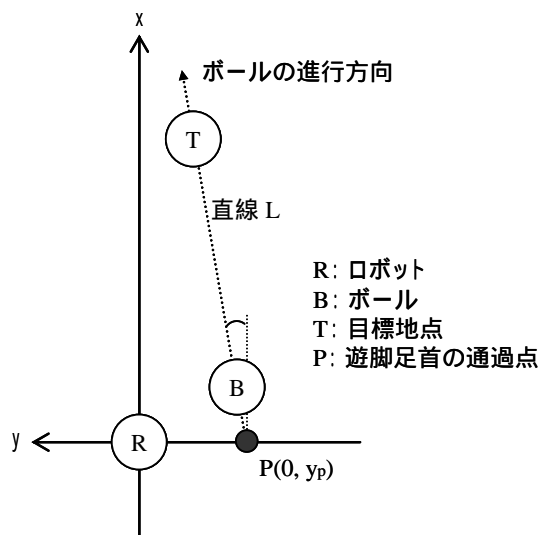 x
ボールの進行方向
T
直線 L
R: ロボット
B: ボール
T: 目標地点
P: 遊脚足首の通過点
B
y
R
P(0, yp)